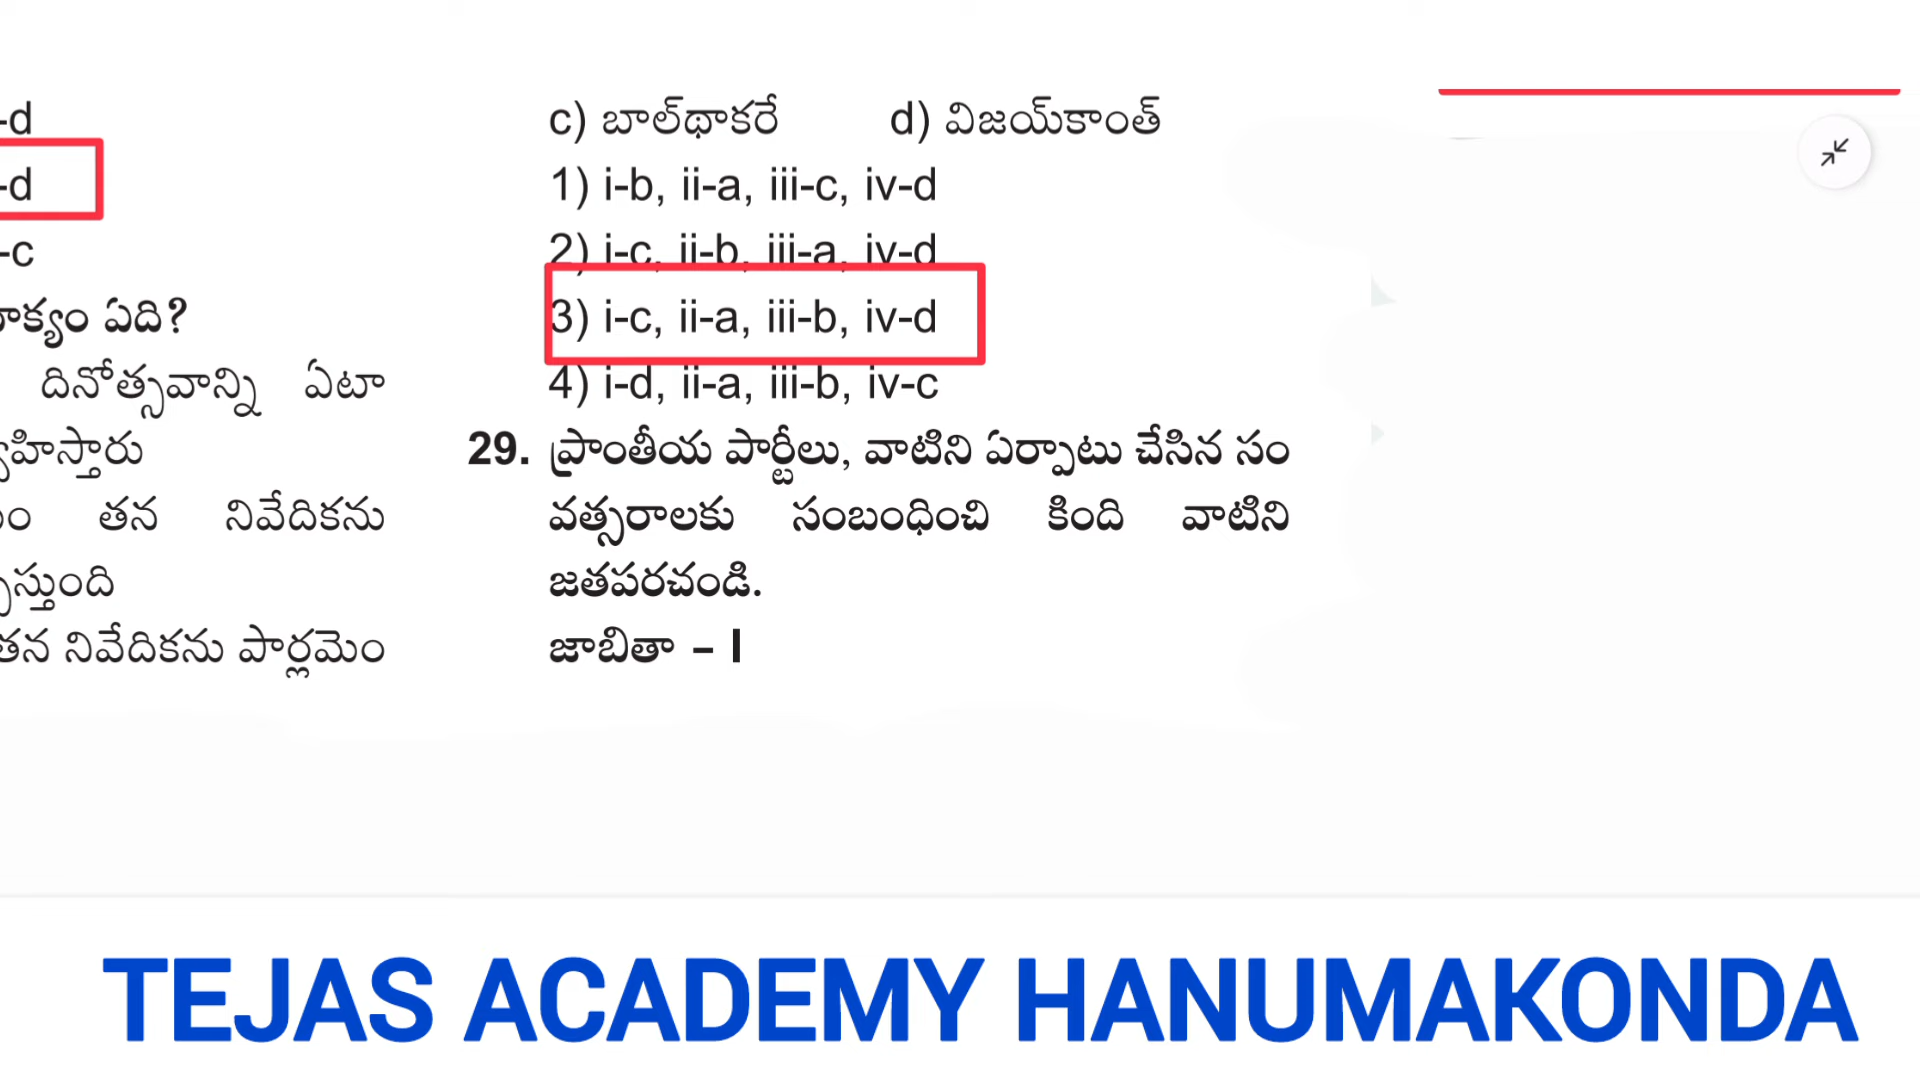 -d
-d
-c
ాక్యం ఏది?
దినోత్సవాన్ని ఏటా
హిస్తారు
ం తన నివేదికను
స్తుంది
తన నివేదికను పార్లమెం
c) బాల్‌థాకరే d) విజయ్‌కాంత్
1) i-b, ii-a, iii-c, iv-d
2) i-c, ii-b, iii-a, iv-d
3) i-c, ii-a, iii-b, iv-d
4) i-d, ii-a, iii-b, iv-c
29. ప్రాంతీయ పార్టీలు, వాటిని ఏర్పాటు చేసిన సం
వత్సరాలకు సంబంధించి కింది వాటిని
జతపరచండి.
జాబితా – I
TEJAS ACADEMY HANUMAKONDA